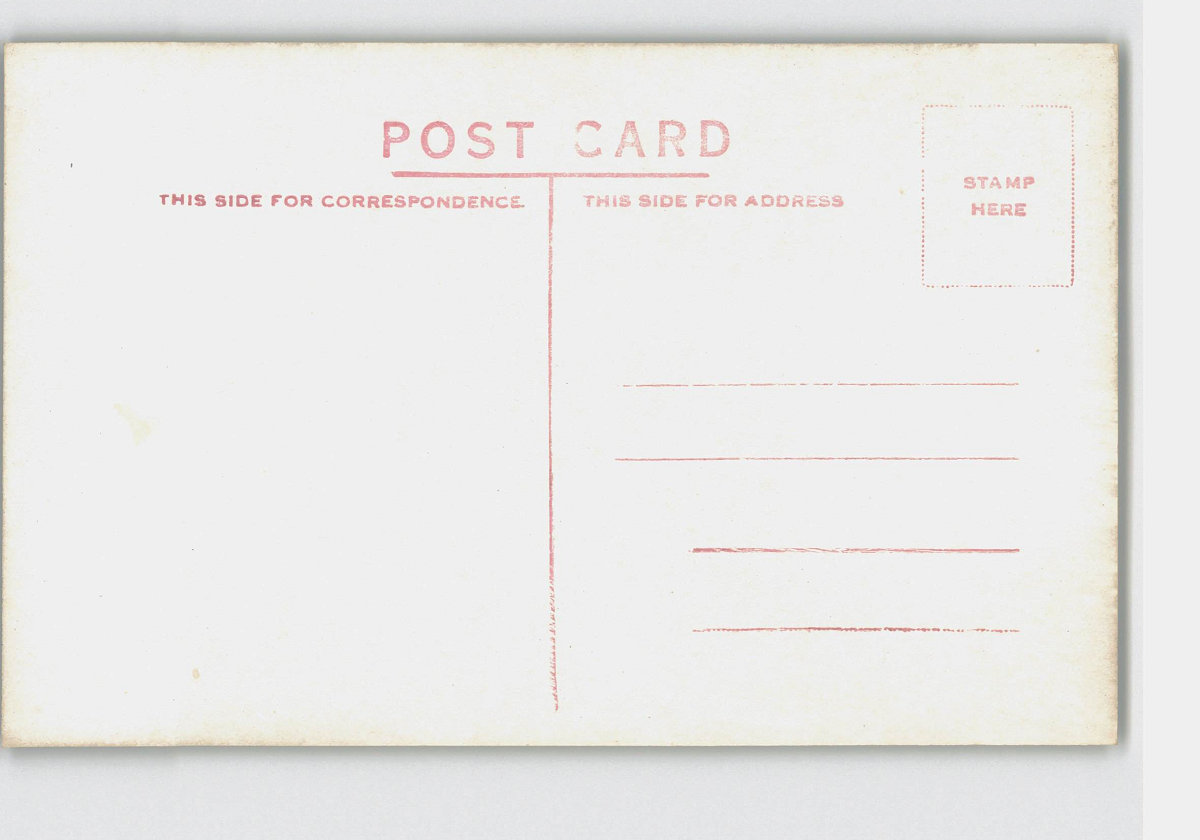 POST CARD
THIS SIDE FOR CORRESPONDENCE
THIS SIDE FOR ADDRESS
STAMP
HERE